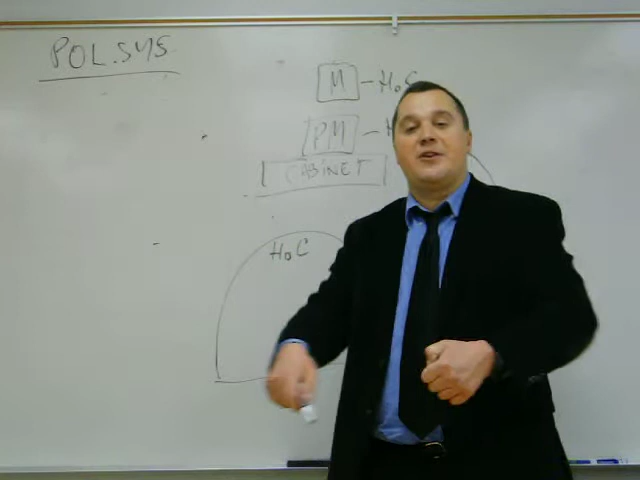 POL.SYS
M - HoC
PM -
CABINET
HoC